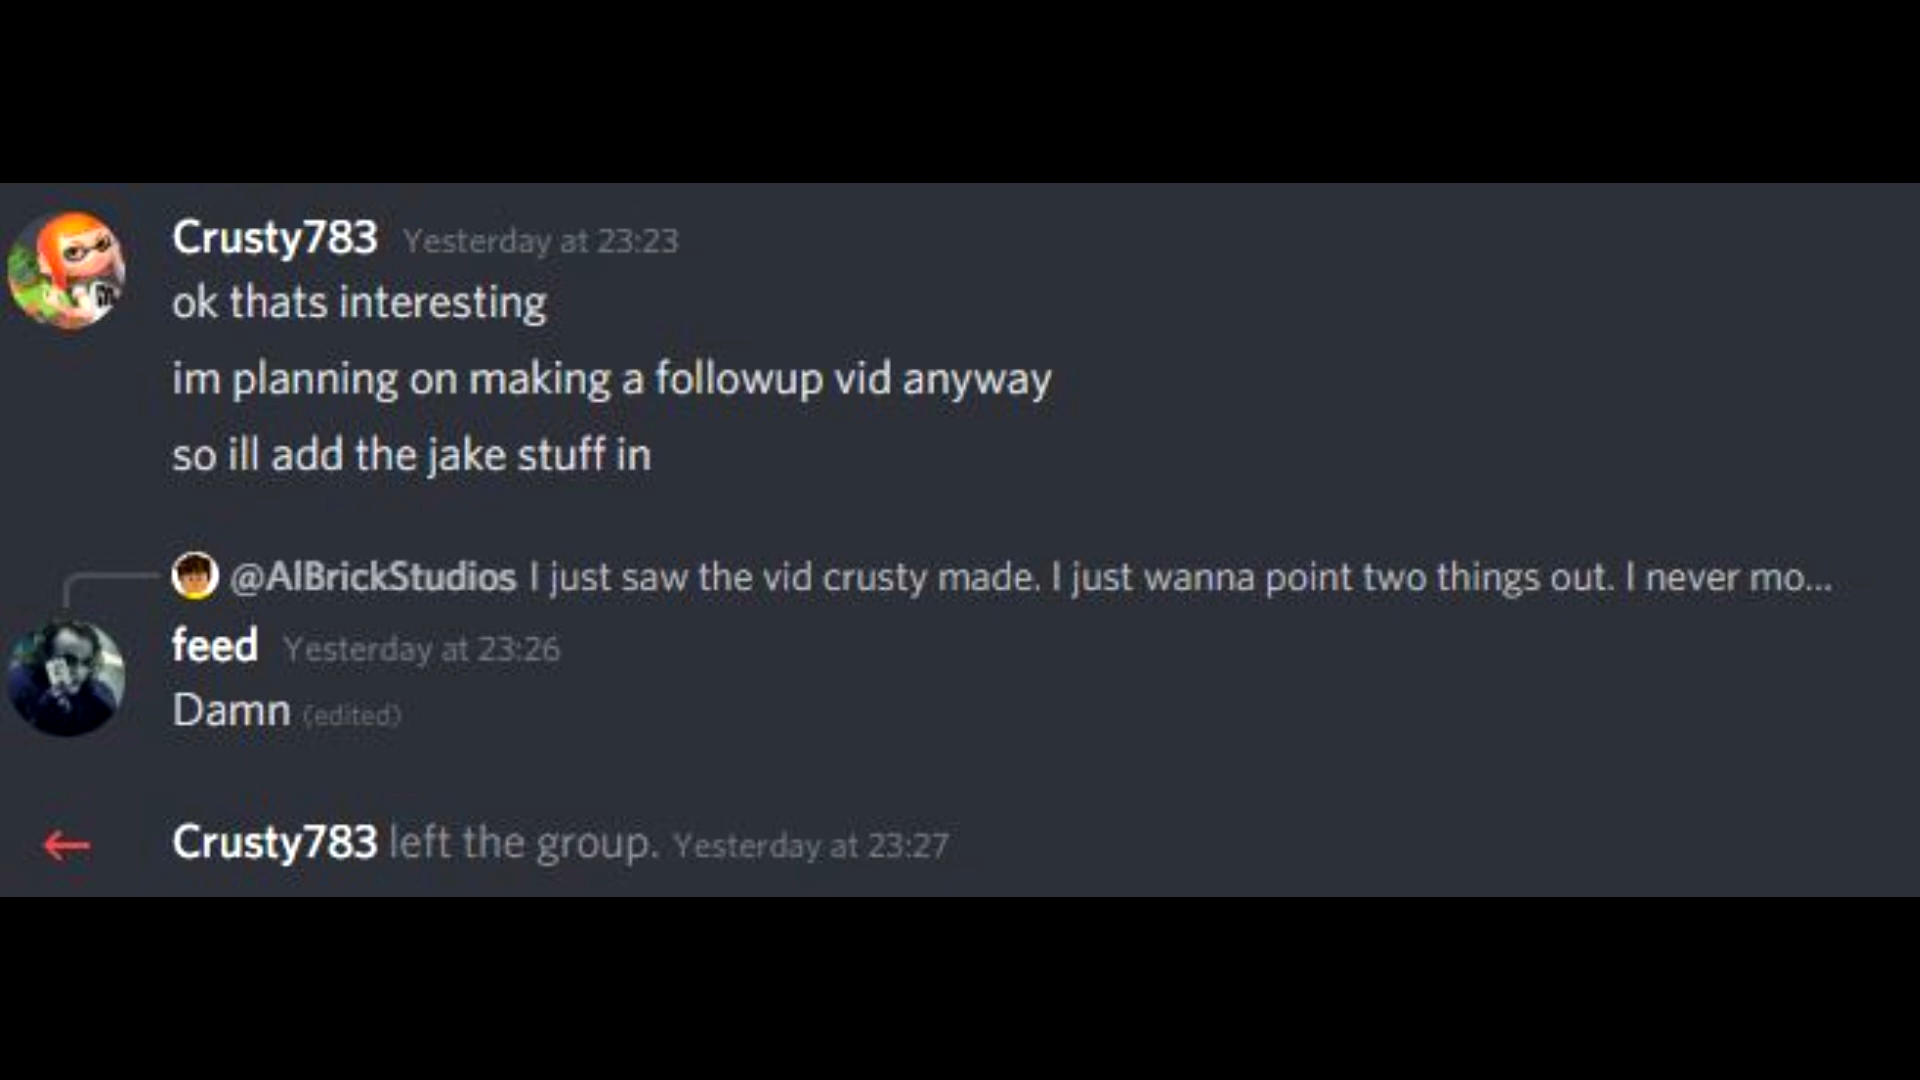 Crusty783 Yesterday at 23:23
ok thats interesting
im planning on making a followup vid anyway
so ill add the jake stuff in
@AlBrickStudios I just saw the vid crusty made. I just wanna point two things out. I never mo...
feed Yesterday at 23:26
Damn (edited)
Crusty783 left the group. Yesterday at 23:27